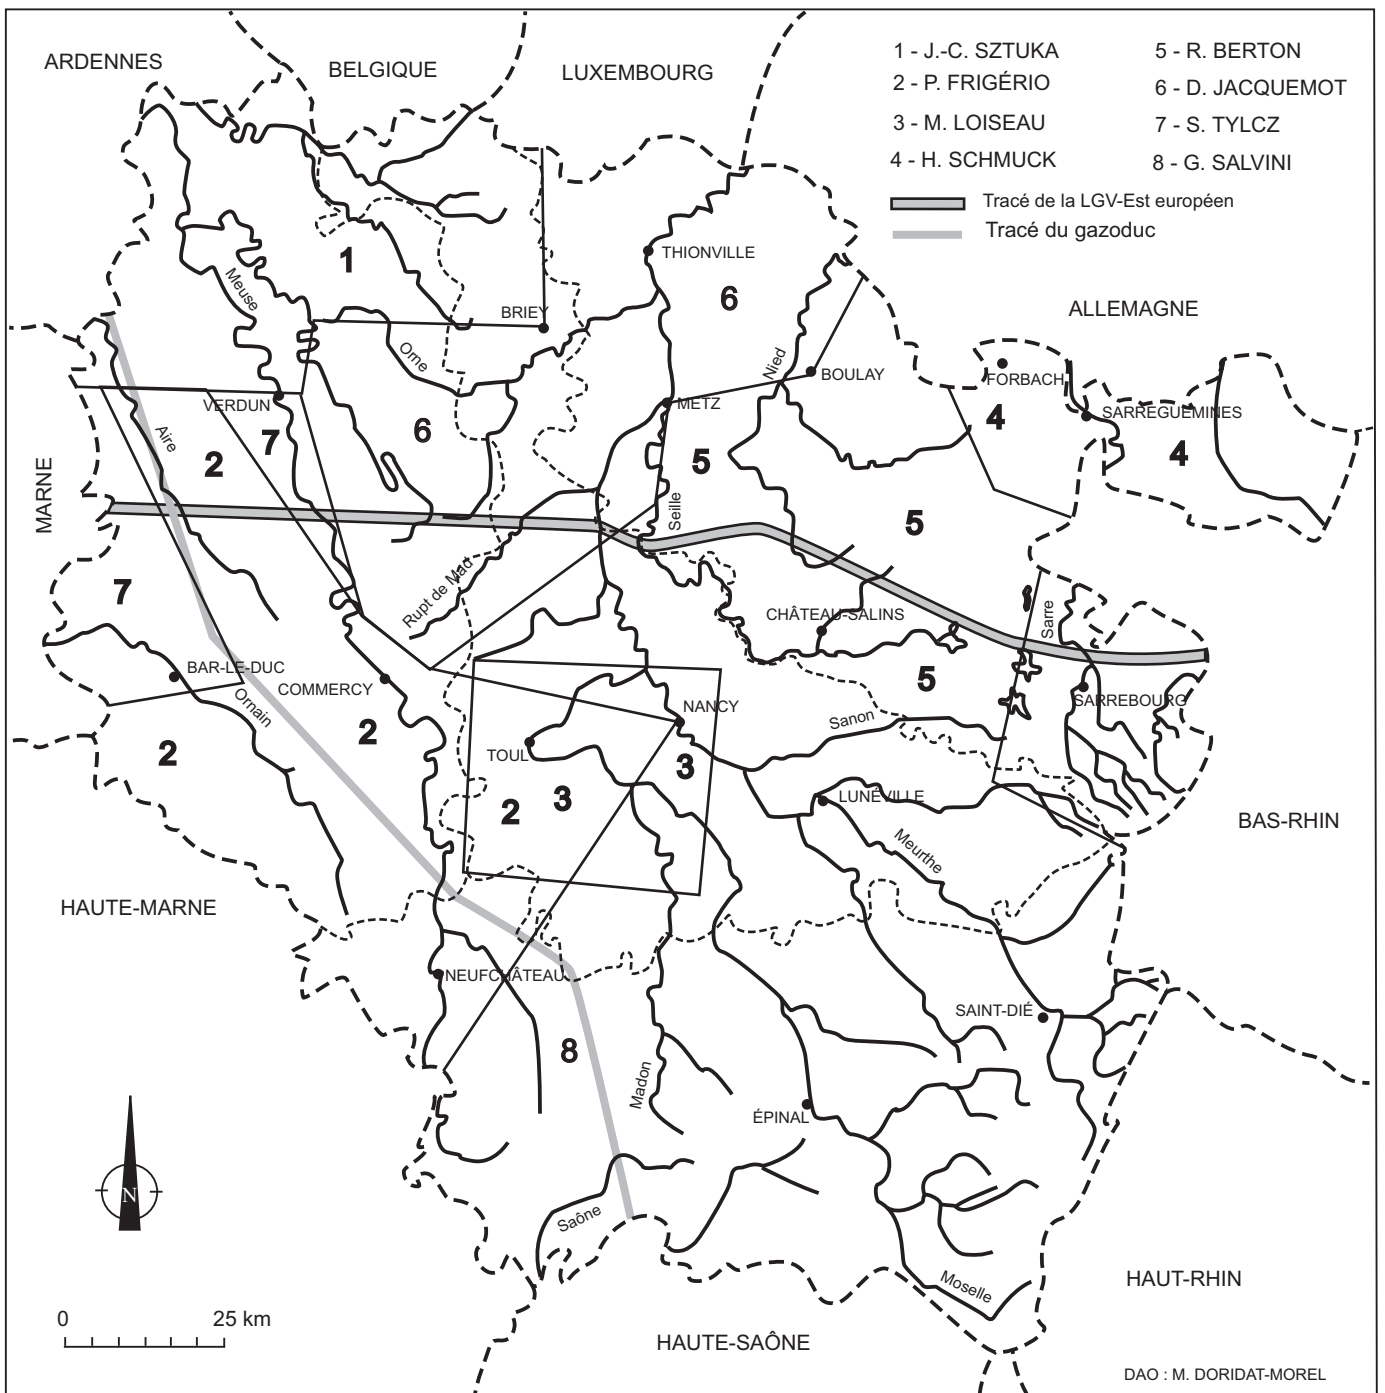 ARDENNES
BELGIQUE
LUXEMBOURG
1 - J.-C. SZTUKA
2 - P. FRIGÉRIO
3 - M. LOISEAU
4 - H. SCHMUCK
5 - R. BERTON
6 - D. JACQUEMOT
7 - S. TYLCZ
8 - G. SALVINI
Tracé de la LGV-Est européen
Tracé du gazoduc
THIONVILLE
1
Meuse
6
BRIEY
ALLEMAGNE
Orne
Nied
BOULAY
FORBACH
VERDUN
METZ
SARREGUEMINES
4
Aire
7
6
2
5
4
MARNE
Seille
5
7
Rupt de Mad
CHÂTEAU-SALINS
Sarre
BAR-LE-DUC
COMMERCY
5
SARREBOURG
Ornain
NANCY
Sanon
2
2
TOUL
3
2
3
LUNÉVILLE
BAS-RHIN
Meurthe
HAUTE-MARNE
NEUFCHÂTEAU
SAINT-DIÉ
8
Madon
ÉPINAL
N
Saône
Moselle
HAUT-RHIN
0
25 km
HAUTE-SAÔNE
DAO : M. DORIDAT-MOREL